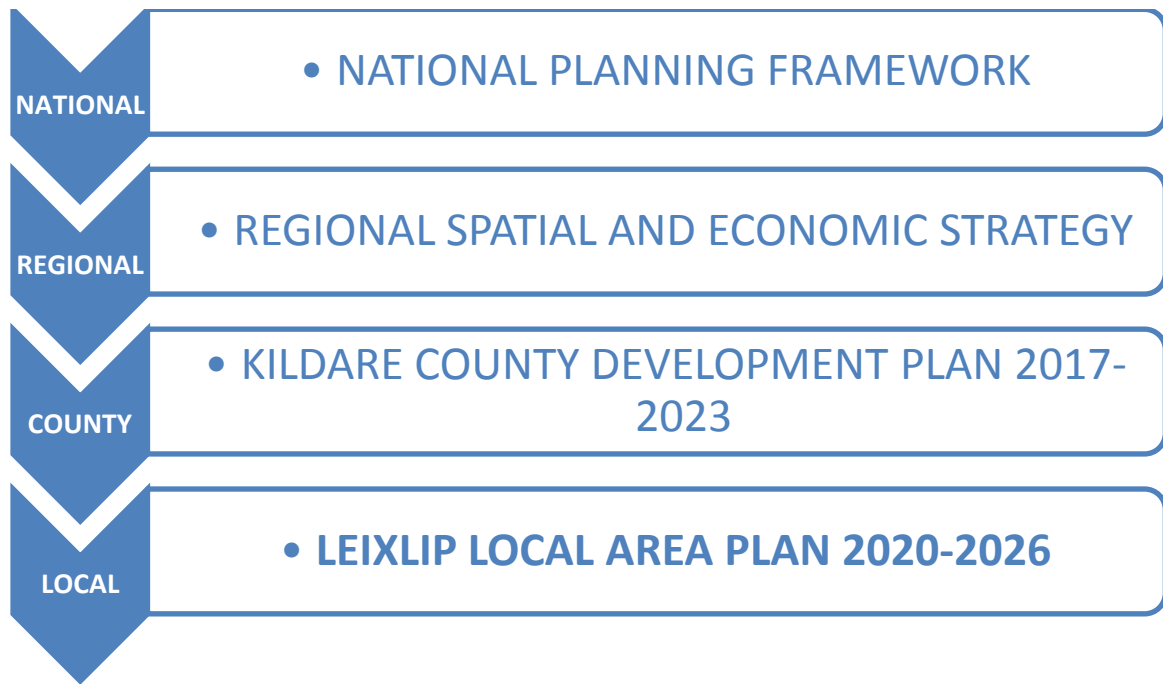 NATIONAL
• NATIONAL PLANNING FRAMEWORK
REGIONAL
• REGIONAL SPATIAL AND ECONOMIC STRATEGY
COUNTY
• KILDARE COUNTY DEVELOPMENT PLAN 2017-
2023
LOCAL
• LEIXLIP LOCAL AREA PLAN 2020-2026